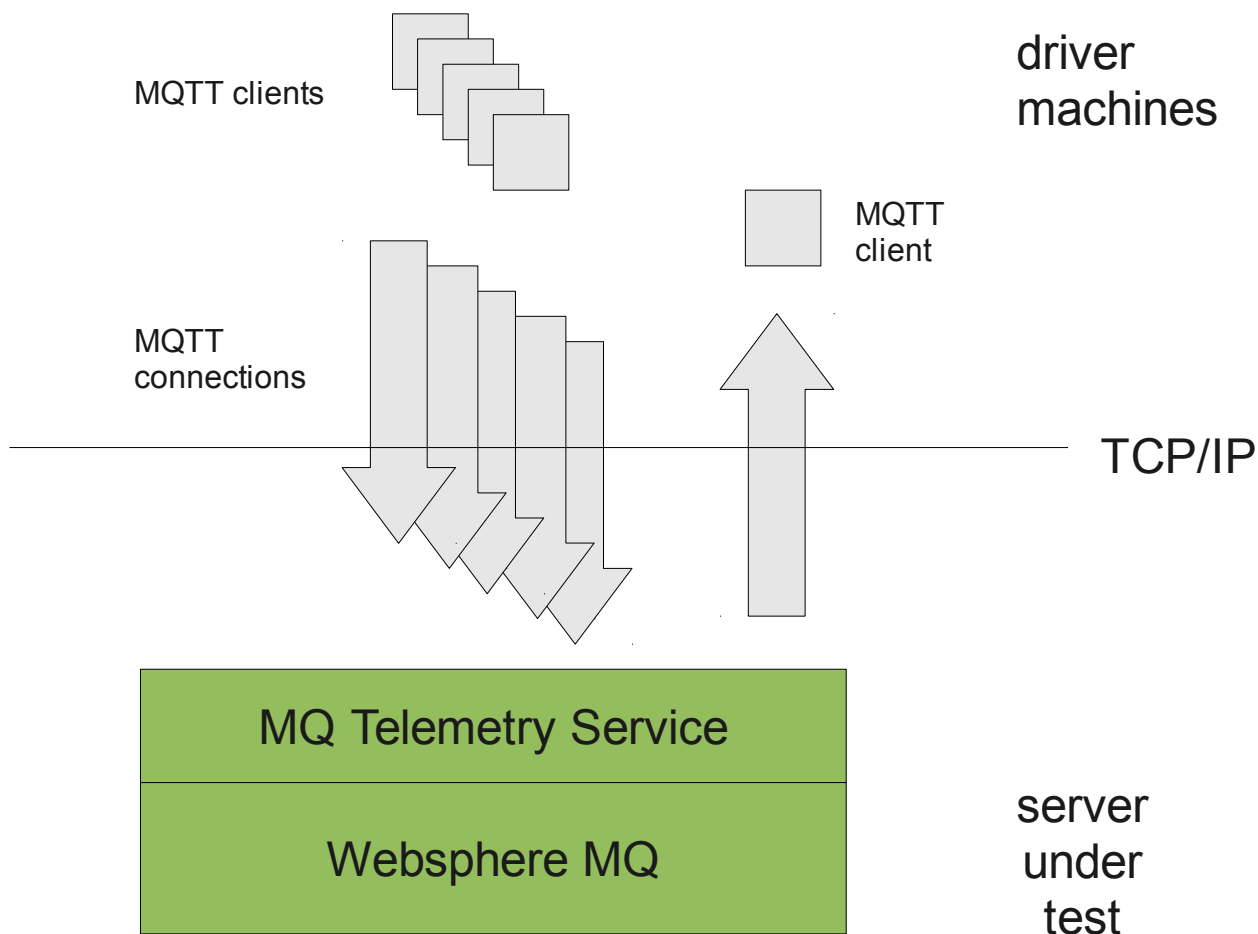 MQTT clients
driver
machines
MQTT
client
MQTT
connections
TCP/IP
MQ Telemetry Service
Websphere MQ
server
under
test